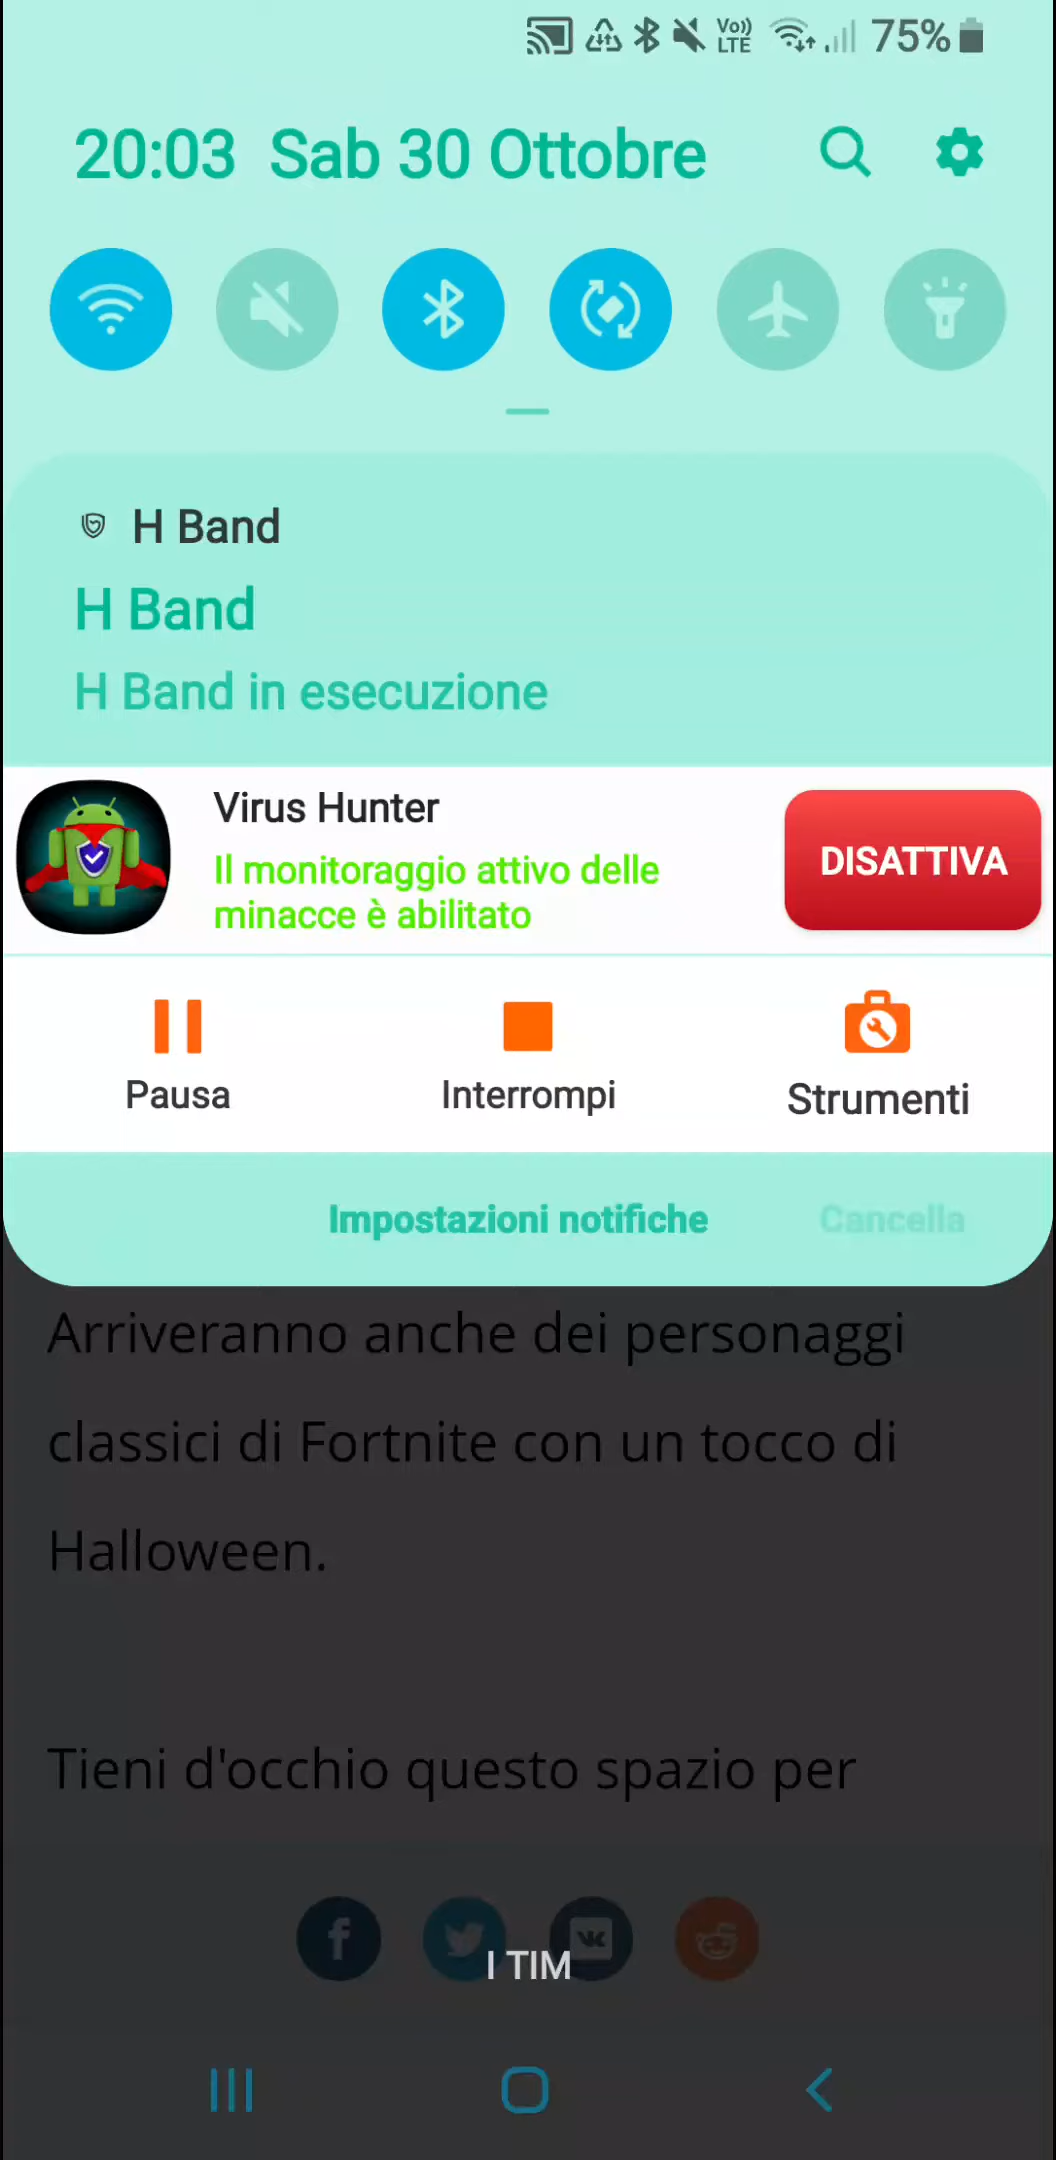 Vo)) LTE 75%
20:03 Sab 30 Ottobre
H Band
H Band
H Band in esecuzione
Virus Hunter
Il monitoraggio attivo delle
minacce è abilitato
DISATTIVA
Pausa Interrompi Strumenti
Impostazioni notifiche Cancella
Arriveranno anche dei personaggi
classici di Fortnite con un tocco di
Halloween.
Tieni d'occhio questo spazio per
I TIM